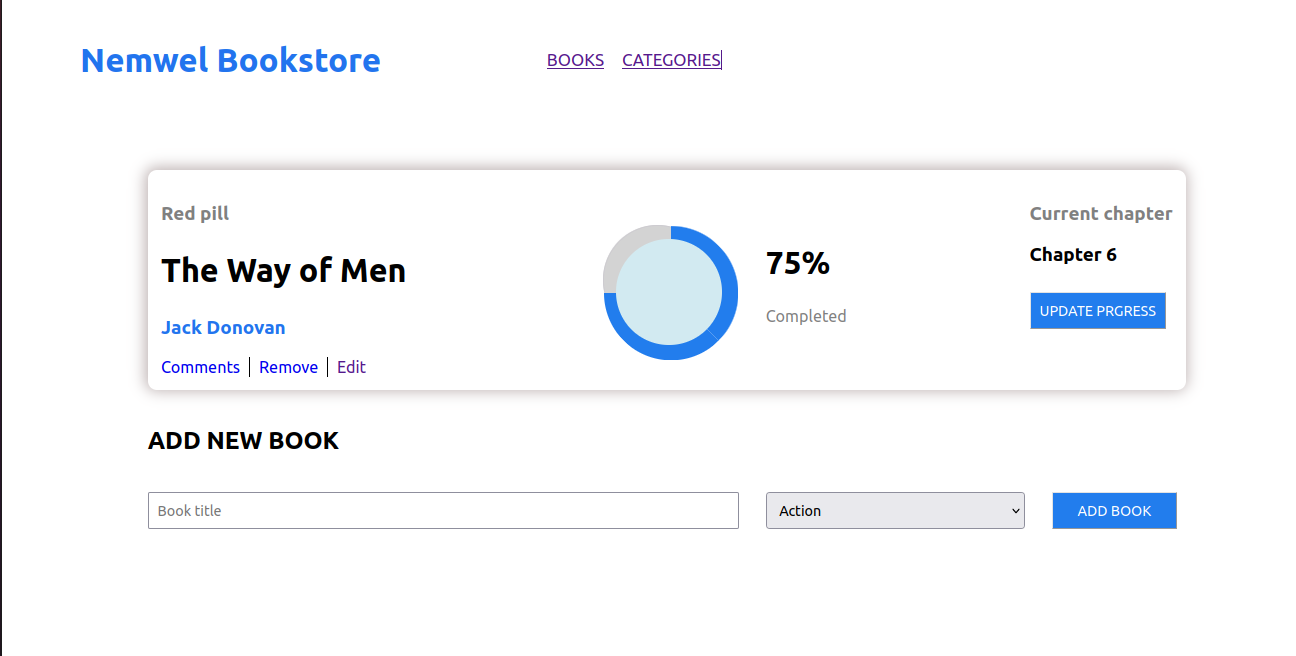 Nemwel Bookstore
BOOKS CATEGORIES
Red pill
The Way of Men
Jack Donovan
Comments Remove Edit
75%
Completed
Current chapter
Chapter 6
UPDATE PRGRESS
ADD NEW BOOK
Book title
Action
ADD BOOK